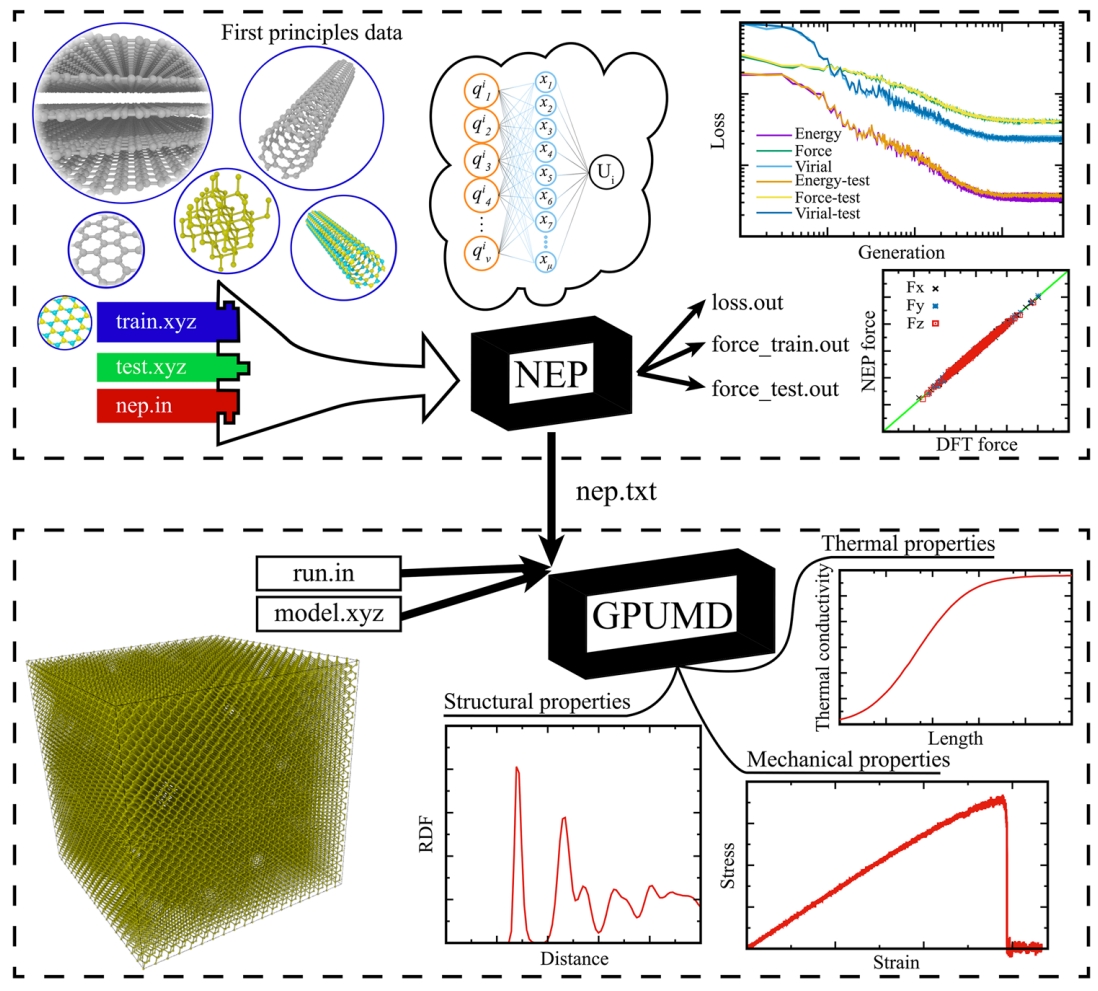 First principles data
q^i_1
q^i_2
q^i_3
q^i_4
q^i_v
x_1
x_2
x_3
x_4
x_5
x_6
x_7
x_μ
U_i
Loss
Energy
Force
Virial
Energy-test
Force-test
Virial-test
Generation
train.xyz
test.xyz
nep.in
NEP
loss.out
force_train.out
force_test.out
NEP force
Fx
Fy
Fz
DFT force
nep.txt
run.in
model.xyz
GPUMD
Thermal properties
Thermal conductivity
Length
Structural properties
RDF
Distance
Mechanical properties
Stress
Strain